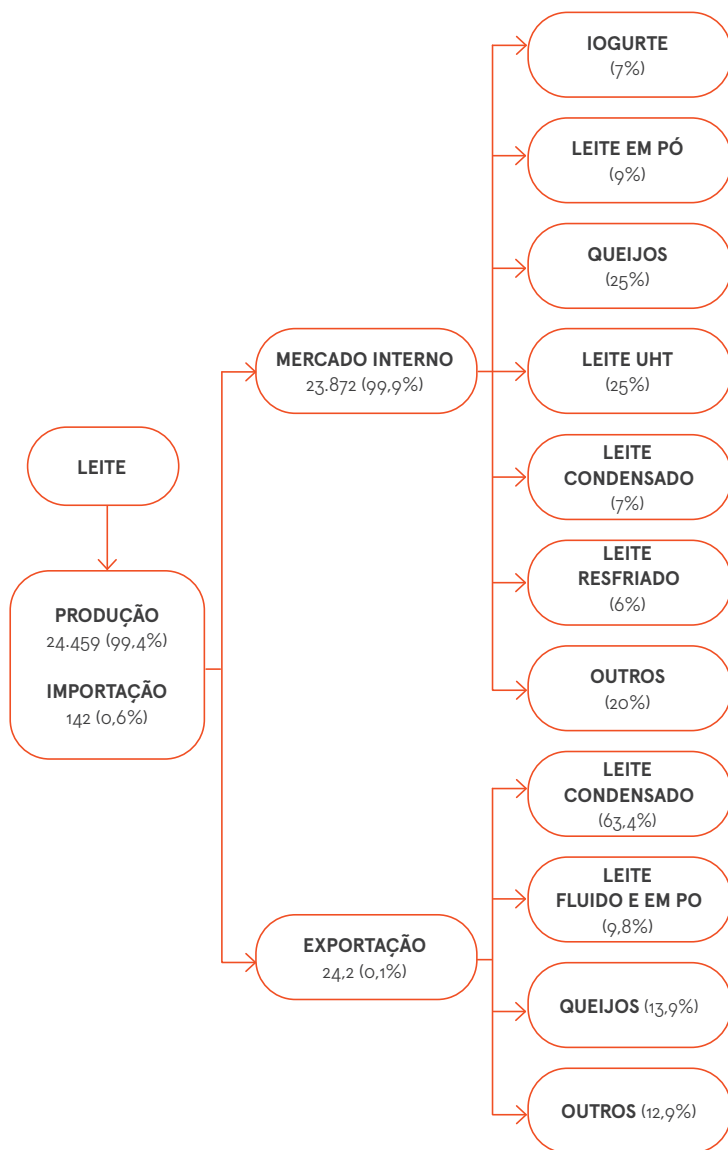 LEITE
PRODUÇÃO
24.459 (99,4%)
IMPORTAÇÃO
142 (0,6%)
MERCADO INTERNO
23.872 (99,9%)
IOGURTE
(7%)
LEITE EM PÓ
(9%)
QUEIJOS
(25%)
LEITE UHT
(25%)
LEITE
CONDENSADO
(7%)
LEITE
RESFRIADO
(6%)
OUTROS
(20%)
EXPORTAÇÃO
24,2 (0,1%)
LEITE
CONDENSADO
(63,4%)
LEITE
FLUIDO E EM PO
(9,8%)
QUEIJOS (13,9%)
OUTROS (12,9%)